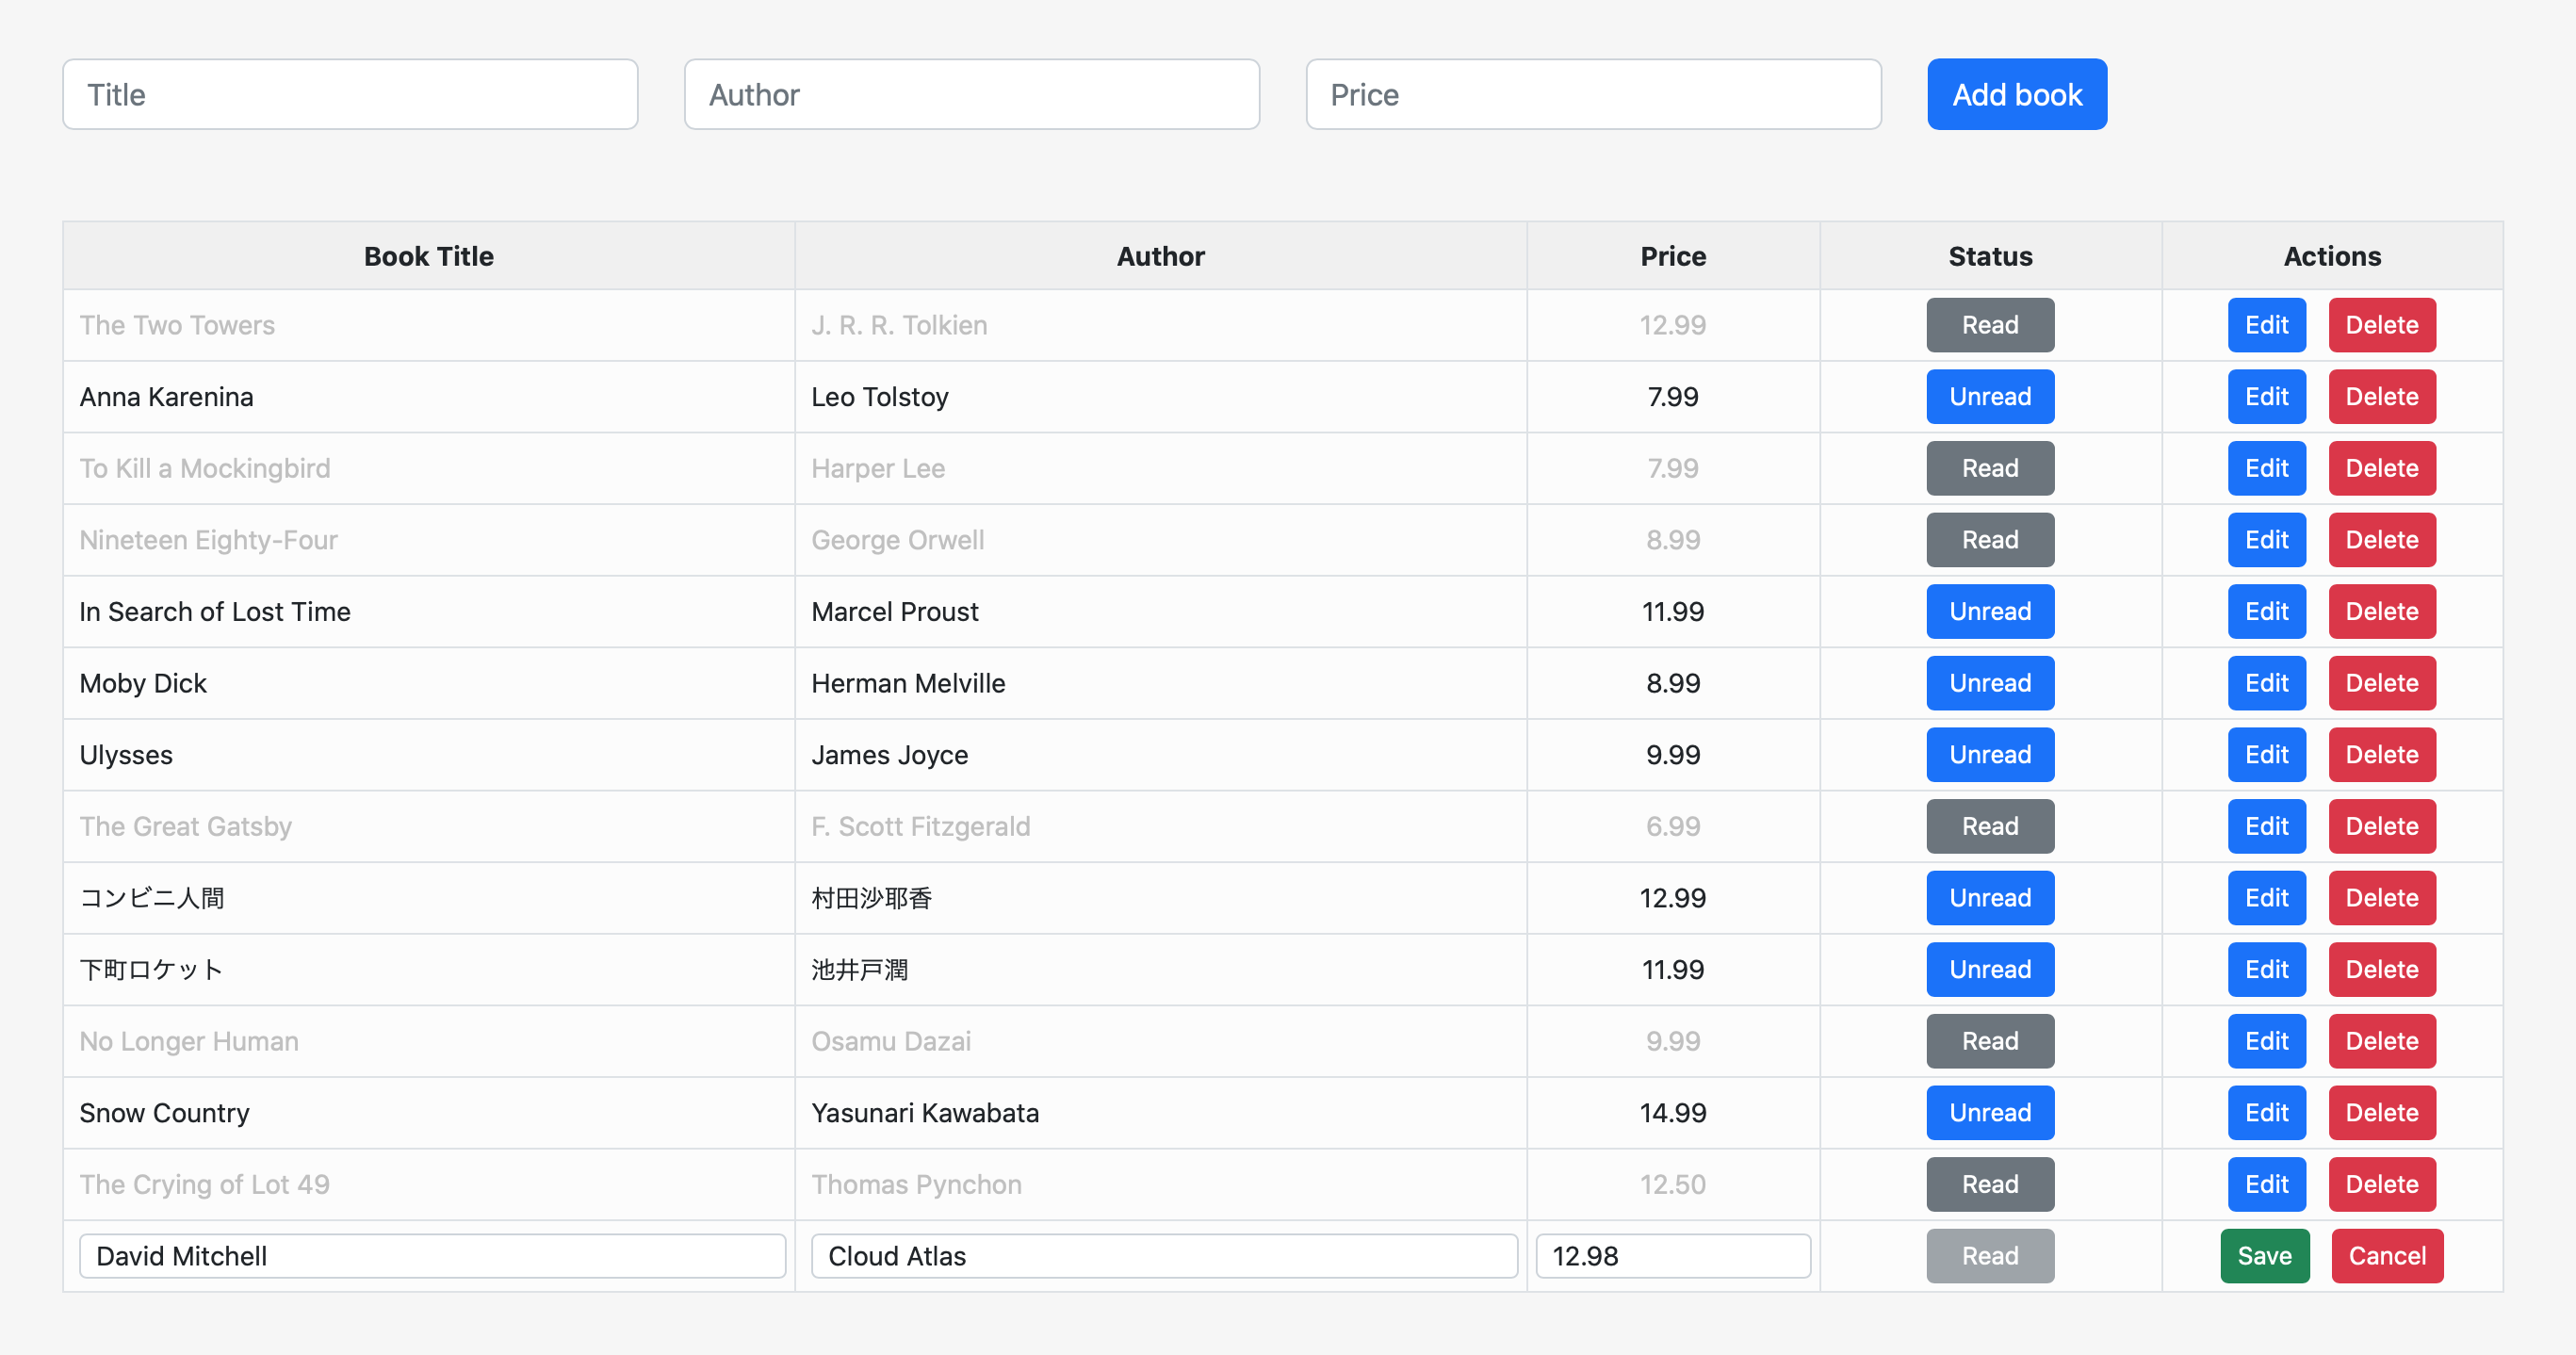 Title Author Price Add book
Book Title Author Price Status Actions
The Two Towers J. R. R. Tolkien 12.99 Read Edit Delete
Anna Karenina Leo Tolstoy 7.99 Unread Edit Delete
To Kill a Mockingbird Harper Lee 7.99 Read Edit Delete
Nineteen Eighty-Four George Orwell 8.99 Read Edit Delete
In Search of Lost Time Marcel Proust 11.99 Unread Edit Delete
Moby Dick Herman Melville 8.99 Unread Edit Delete
Ulysses James Joyce 9.99 Unread Edit Delete
The Great Gatsby F. Scott Fitzgerald 6.99 Read Edit Delete
コンビニ人間 村田沙耶香 12.99 Unread Edit Delete
下町ロケット 池井戸潤 11.99 Unread Edit Delete
No Longer Human Osamu Dazai 9.99 Read Edit Delete
Snow Country Yasunari Kawabata 14.99 Unread Edit Delete
The Crying of Lot 49 Thomas Pynchon 12.50 Read Edit Delete
David Mitchell Cloud Atlas 12.98 Read Save Cancel